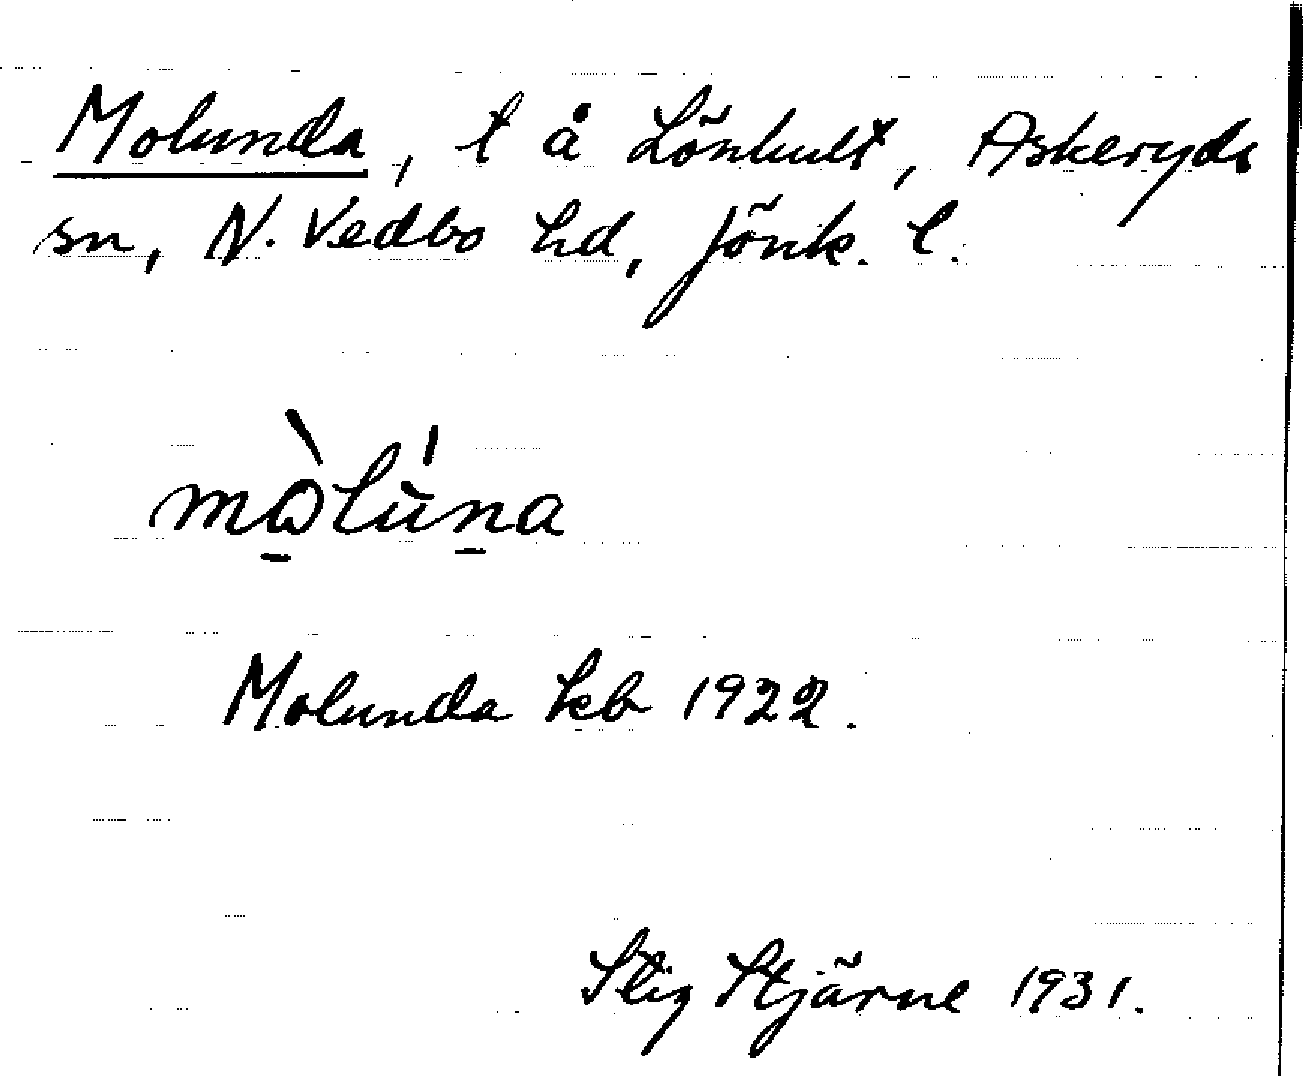 Molunda, t å Lönhult, Askeryds
sn, N. Vedbo hd, Jönk. l.
mòlúna
Molunda kb 1922.
Stig Stjärne 1931.